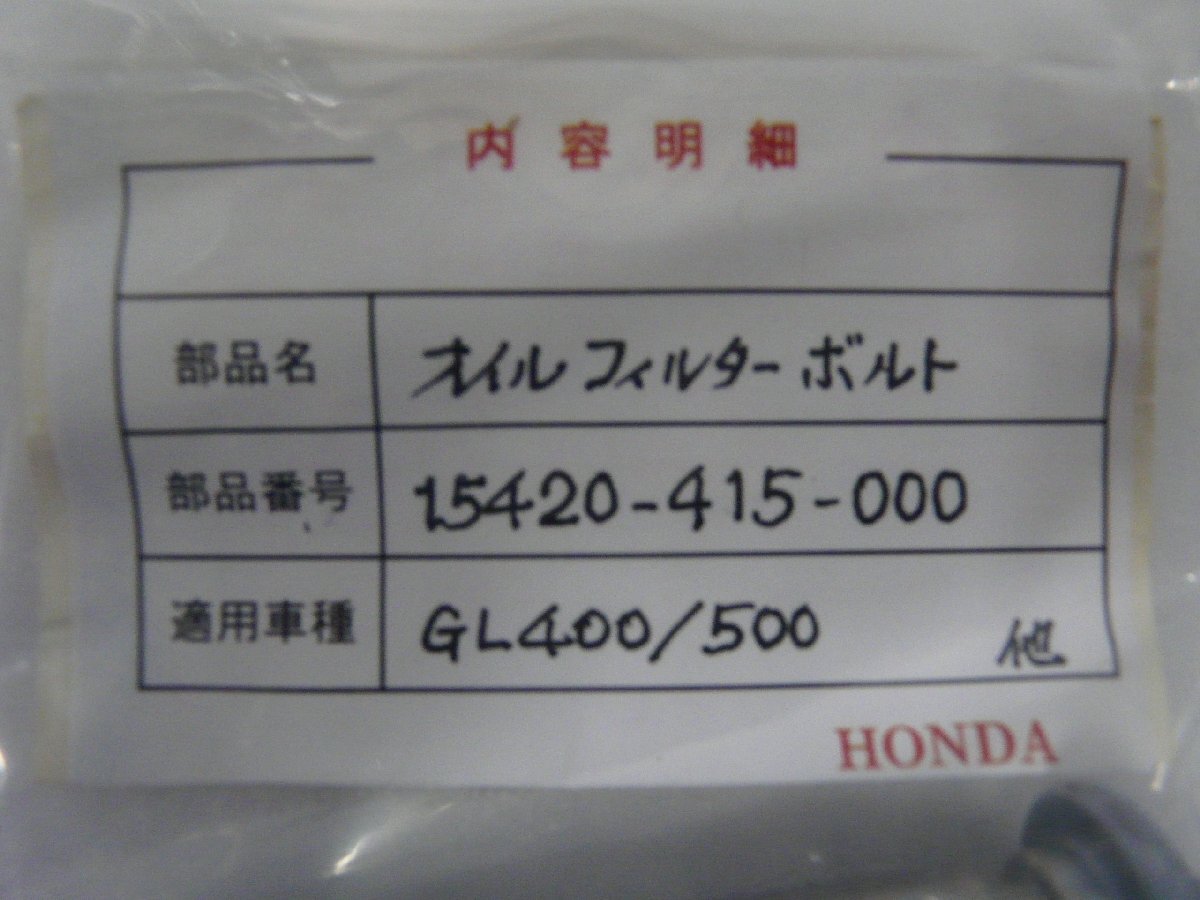 内容明細
部品名 オイルフィルターボルト
部品番号 15420-415-000
適用車種 GL400/500 他
HONDA